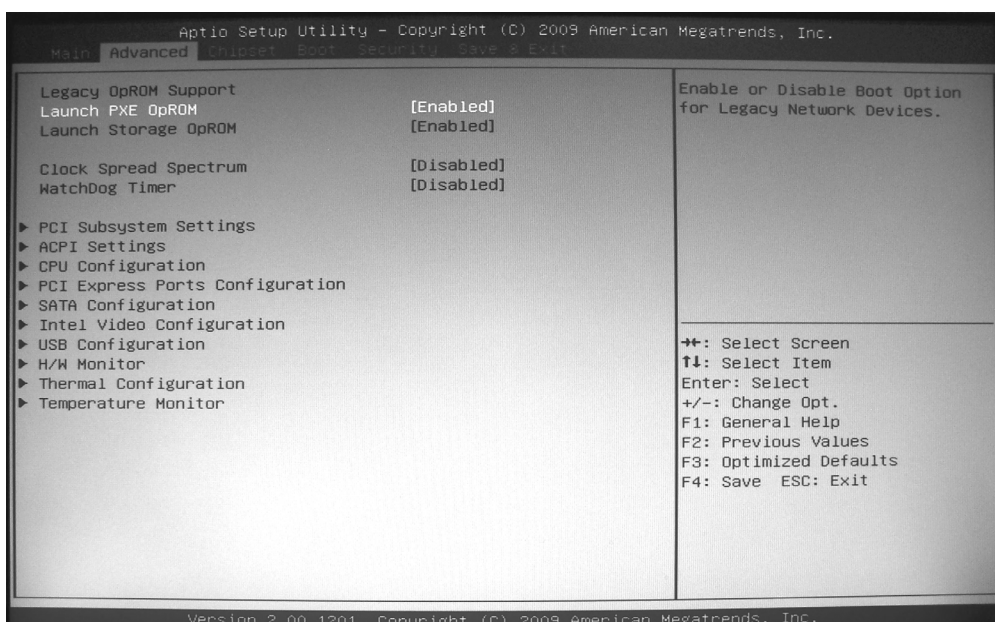 Aptio Setup Utility – Copyright (C) 2009 American Megatrends, Inc.
Main Advanced Chipset Boot Security Save & Exit
Legacy OpROM Support
Launch PXE OpROM [Enabled]
Launch Storage OpROM [Enabled]
Clock Spread Spectrum [Disabled]
WatchDog Timer [Disabled]
▶ PCI Subsystem Settings
▶ ACPI Settings
▶ CPU Configuration
▶ PCI Express Ports Configuration
▶ SATA Configuration
▶ Intel Video Configuration
▶ USB Configuration
▶ H/W Monitor
▶ Thermal Configuration
▶ Temperature Monitor
Enable or Disable Boot Option
for Legacy Network Devices.
→←: Select Screen
↑↓: Select Item
Enter: Select
+/-: Change Opt.
F1: General Help
F2: Previous Values
F3: Optimized Defaults
F4: Save ESC: Exit
Version 2.00.1201. Copyright (C) 2009 American Megatrends, Inc.